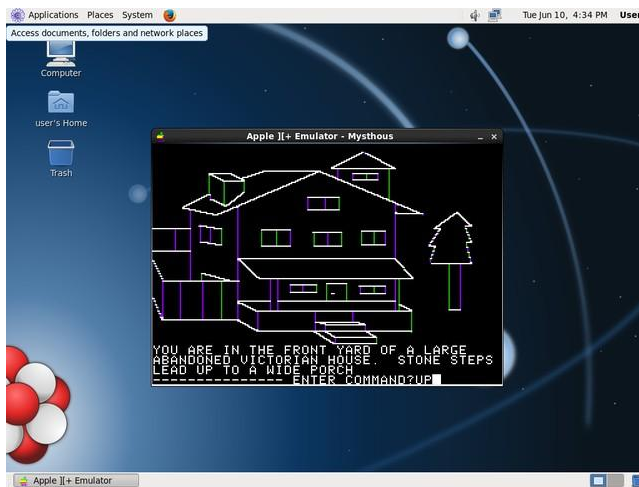 Applications Places System
Tue Jun 10, 4:34 PM User
Access documents, folders and network places
Computer
user's Home
Trash
Apple ][+ Emulator - Mysthous
YOU ARE IN THE FRONT YARD OF A LARGE
ABANDONED VICTORIAN HOUSE. STONE STEPS
LEAD UP TO A WIDE PORCH
--------------- ENTER COMMAND?UP
Apple ][+ Emulator